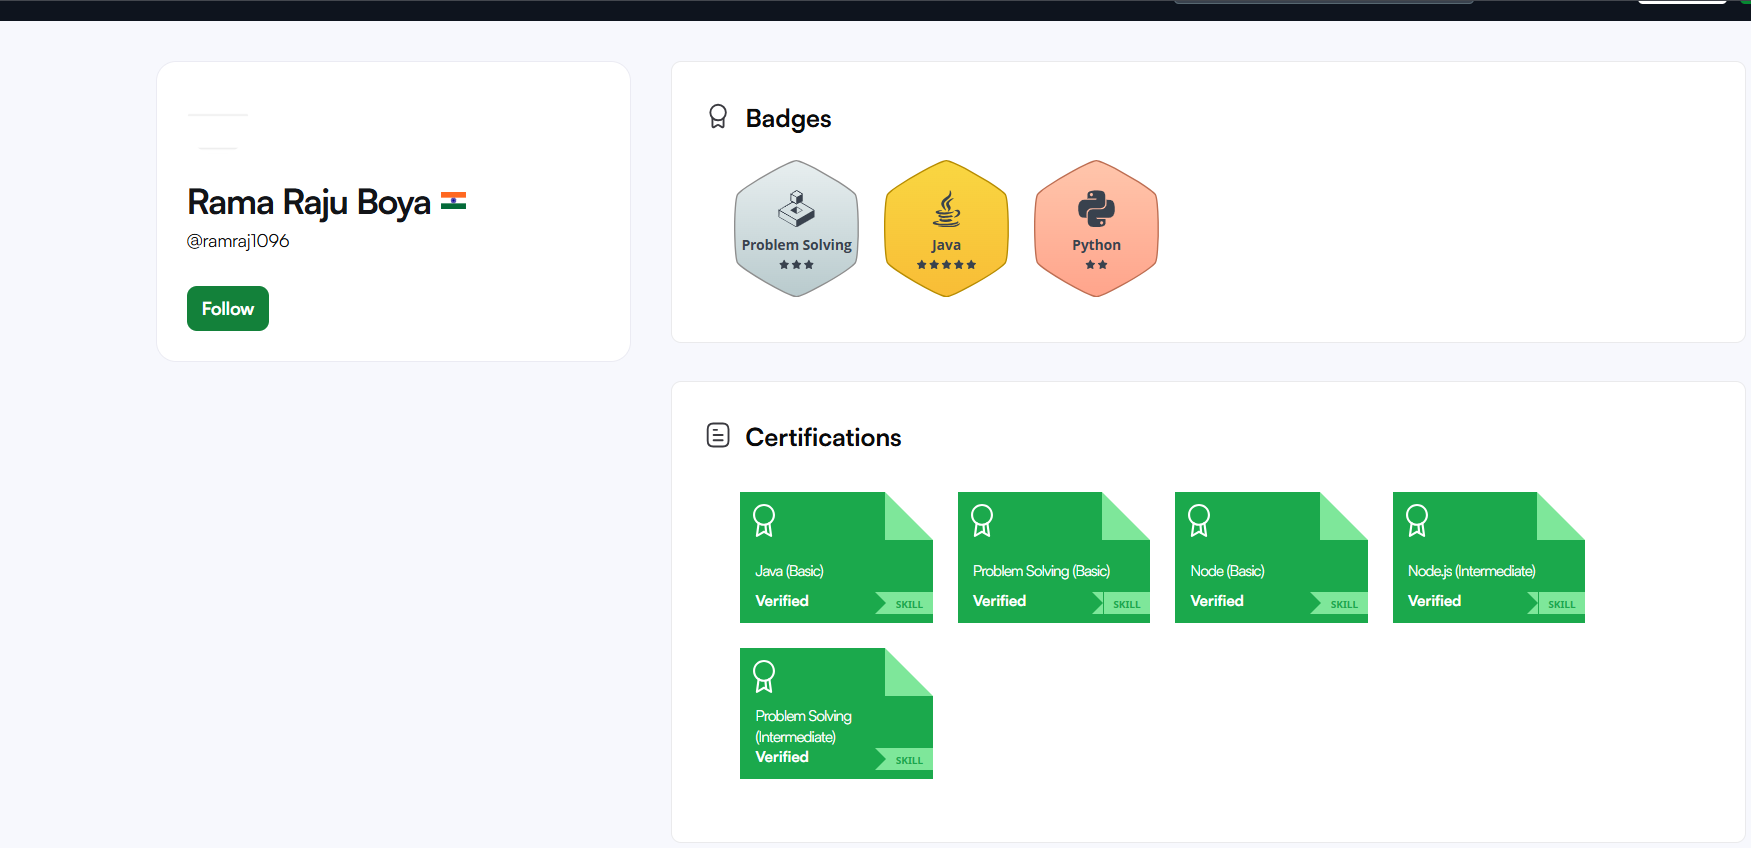 Rama Raju Boya
@ramraj1096
Follow
Badges
Problem Solving
Java
Python
Certifications
Java (Basic)
Verified
SKILL
Problem Solving (Basic)
Verified
SKILL
Node (Basic)
Verified
SKILL
Node.js (Intermediate)
Verified
SKILL
Problem Solving
(Intermediate)
Verified
SKILL